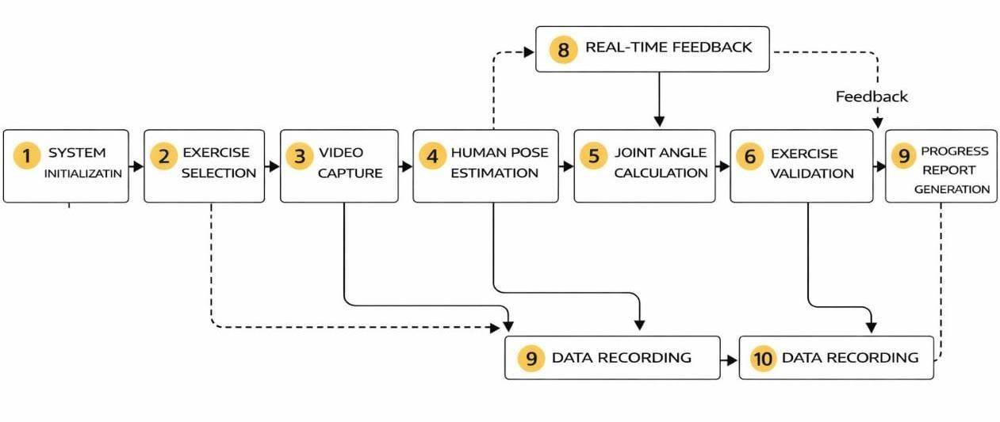 8 REAL-TIME FEEDBACK
Feedback
1 SYSTEM
INITIALIZATIN
2 EXERCISE
SELECTION
3 VIDEO
CAPTURE
4 HUMAN POSE
ESTIMATION
5 JOINT ANGLE
CALCULATION
6 EXERCISE
VALIDATION
9 PROGRESS
REPORT
GENERATION
9 DATA RECORDING
10 DATA RECORDING